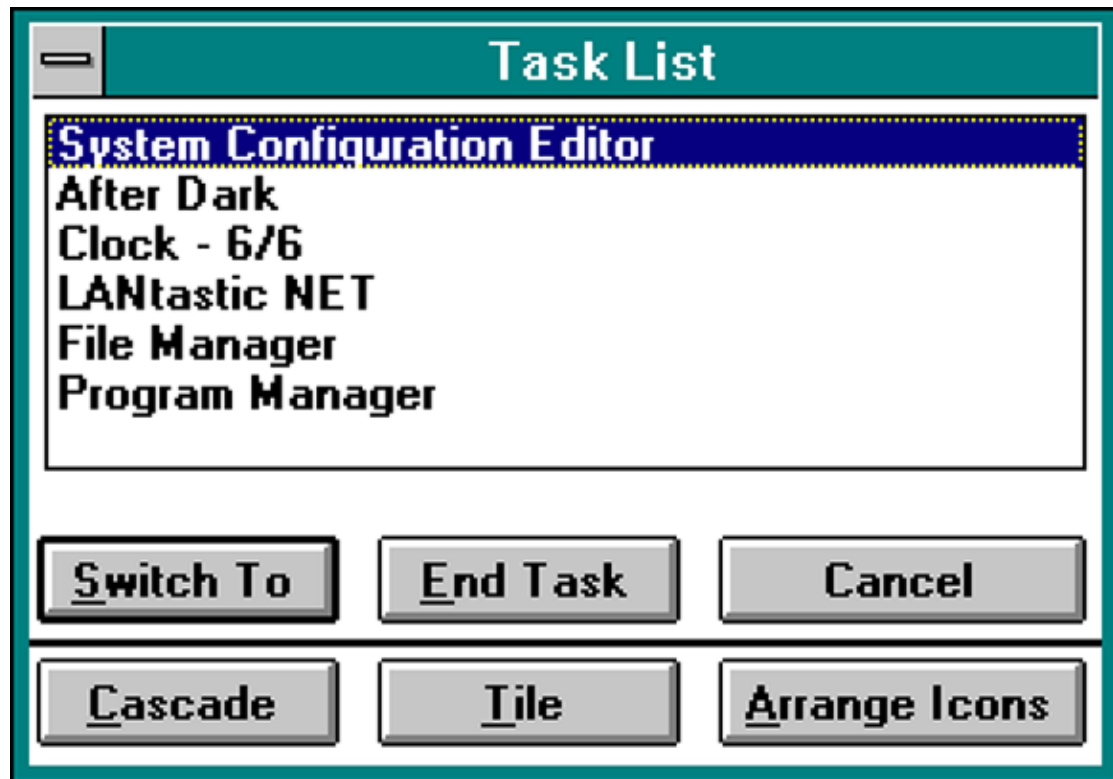 Task List
System Configuration Editor
After Dark
Clock - 6/6
LANtastic NET
File Manager
Program Manager
Switch To End Task Cancel
Cascade Tile Arrange Icons